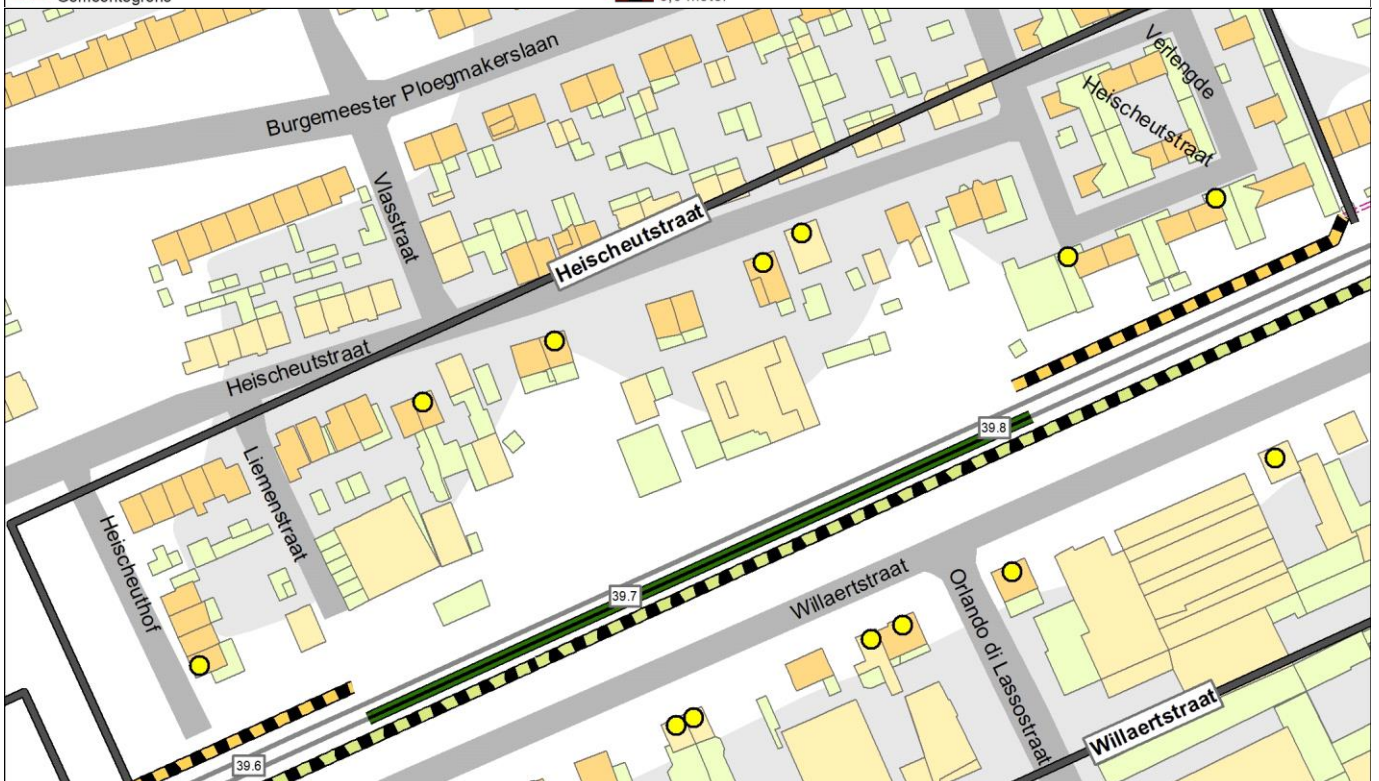 Burgemeester Ploegmakerslaan
Verlengde
Heischeutstraat
Vlasstraat
Heischeutstraat
Heischeutstraat
Liemenstraat
Heischeuthof
39.8
39.7
39.6
Willaertstraat
Orlando di Lassostraat
Willaertstraat